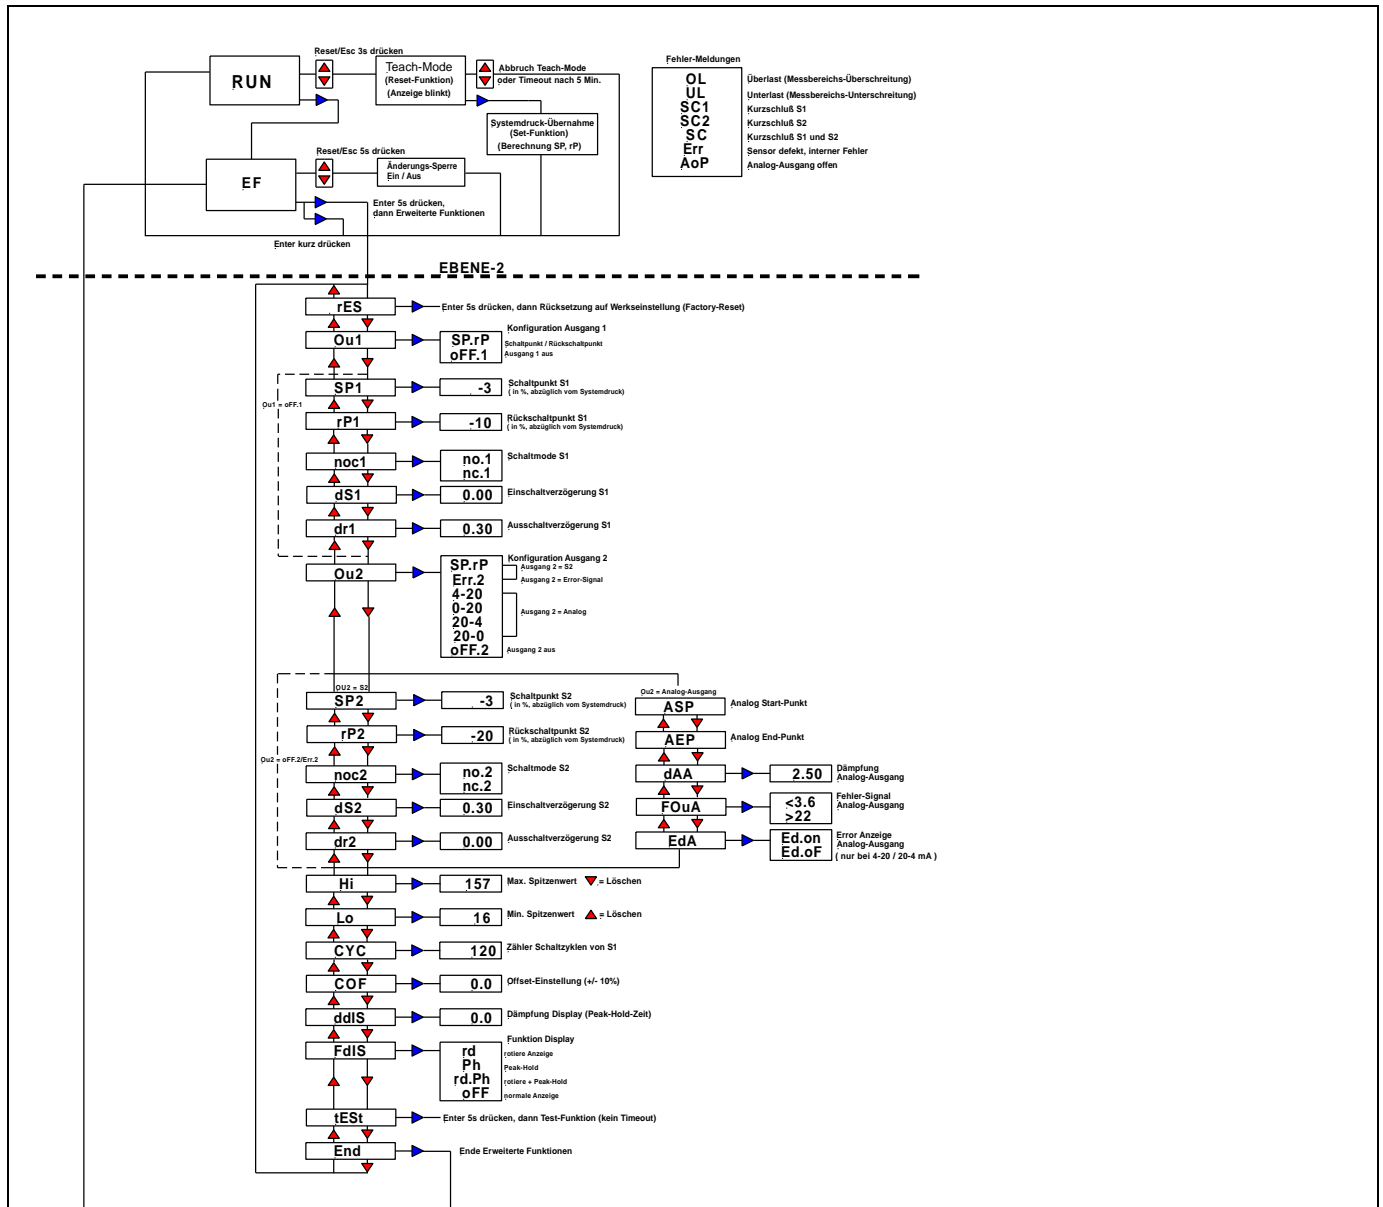 Reset/Esc 3s drücken
RUN
Teach-Mode
(Reset-Funktion)
(Anzeige blinkt)
Abbruch Teach-Mode
oder Timeout nach 5 Min.
Systemdruck-Übernahme
(Set-Funktion)
(Berechnung SP, rP)
Fehler-Meldungen
OL Überlast (Messbereichs-Überschreitung)
UL Unterlast (Messbereichs-Unterschreitung)
SC1 Kurzschluß S1
SC2 Kurzschluß S2
SC Kurzschluß S1 und S2
Err Sensor defekt, interner Fehler
AoP Analog-Ausgang offen
Reset/Esc 5s drücken
EF
Änderungs-Sperre
Ein / Aus
Enter 5s drücken,
dann Erweiterte Funktionen
Enter kurz drücken
EBENE-2
rES
Enter 5s drücken, dann Rücksetzung auf Werkseinstellung (Factory-Reset)
Ou1
Konfiguration Ausgang 1
SP.rP Schaltpunkt / Rückschaltpunkt
oFF.1 Ausgang 1 aus
Ou1 = oFF.1
SP1
-3
Schaltpunkt S1
( in %, abzüglich vom Systemdruck)
rP1
-10
Rückschaltpunkt S1
( in %, abzüglich vom Systemdruck)
noc1
no.1
nc.1
Schaltmode S1
dS1
0.00
Einschaltverzögerung S1
dr1
0.30
Ausschaltverzögerung S1
Ou2
Konfiguration Ausgang 2
SP.rP
Ausgang 2 = S2
Err.2
Ausgang 2 = Error-Signal
4-20
0-20
Ausgang 2 = Analog
20-4
20-0
oFF.2
Ausgang 2 aus
OU2 = S2
SP2
-3
Schaltpunkt S2
( in %, abzüglich vom Systemdruck)
rP2
-20
Rückschaltpunkt S2
( in %, abzüglich vom Systemdruck)
Ou2 = oFF.2/Err.2
noc2
no.2
nc.2
Schaltmode S2
dS2
0.30
Einschaltverzögerung S2
dr2
0.00
Ausschaltverzögerung S2
Ou2 = Analog-Ausgang
ASP
Analog Start-Punkt
AEP
Analog End-Punkt
dAA
2.50
Dämpfung
Analog-Ausgang
FOuA
<3.6
>22
Fehler-Signal
Analog-Ausgang
EdA
Ed.on
Ed.oF
Error Anzeige
Analog-Ausgang
( nur bei 4-20 / 20-4 mA )
Hi
157
Max. Spitzenwert = Löschen
Lo
16
Min. Spitzenwert = Löschen
CYC
120
Zähler Schaltzyklen von S1
COF
0.0
Offset-Einstellung (+/- 10%)
ddIS
0.0
Dämpfung Display (Peak-Hold-Zeit)
FdIS
Funktion Display
rd rotiere Anzeige
Ph Peak-Hold
rd.Ph rotiere + Peak-Hold
oFF normale Anzeige
tESt
Enter 5s drücken, dann Test-Funktion (kein Timeout)
End
Ende Erweiterte Funktionen